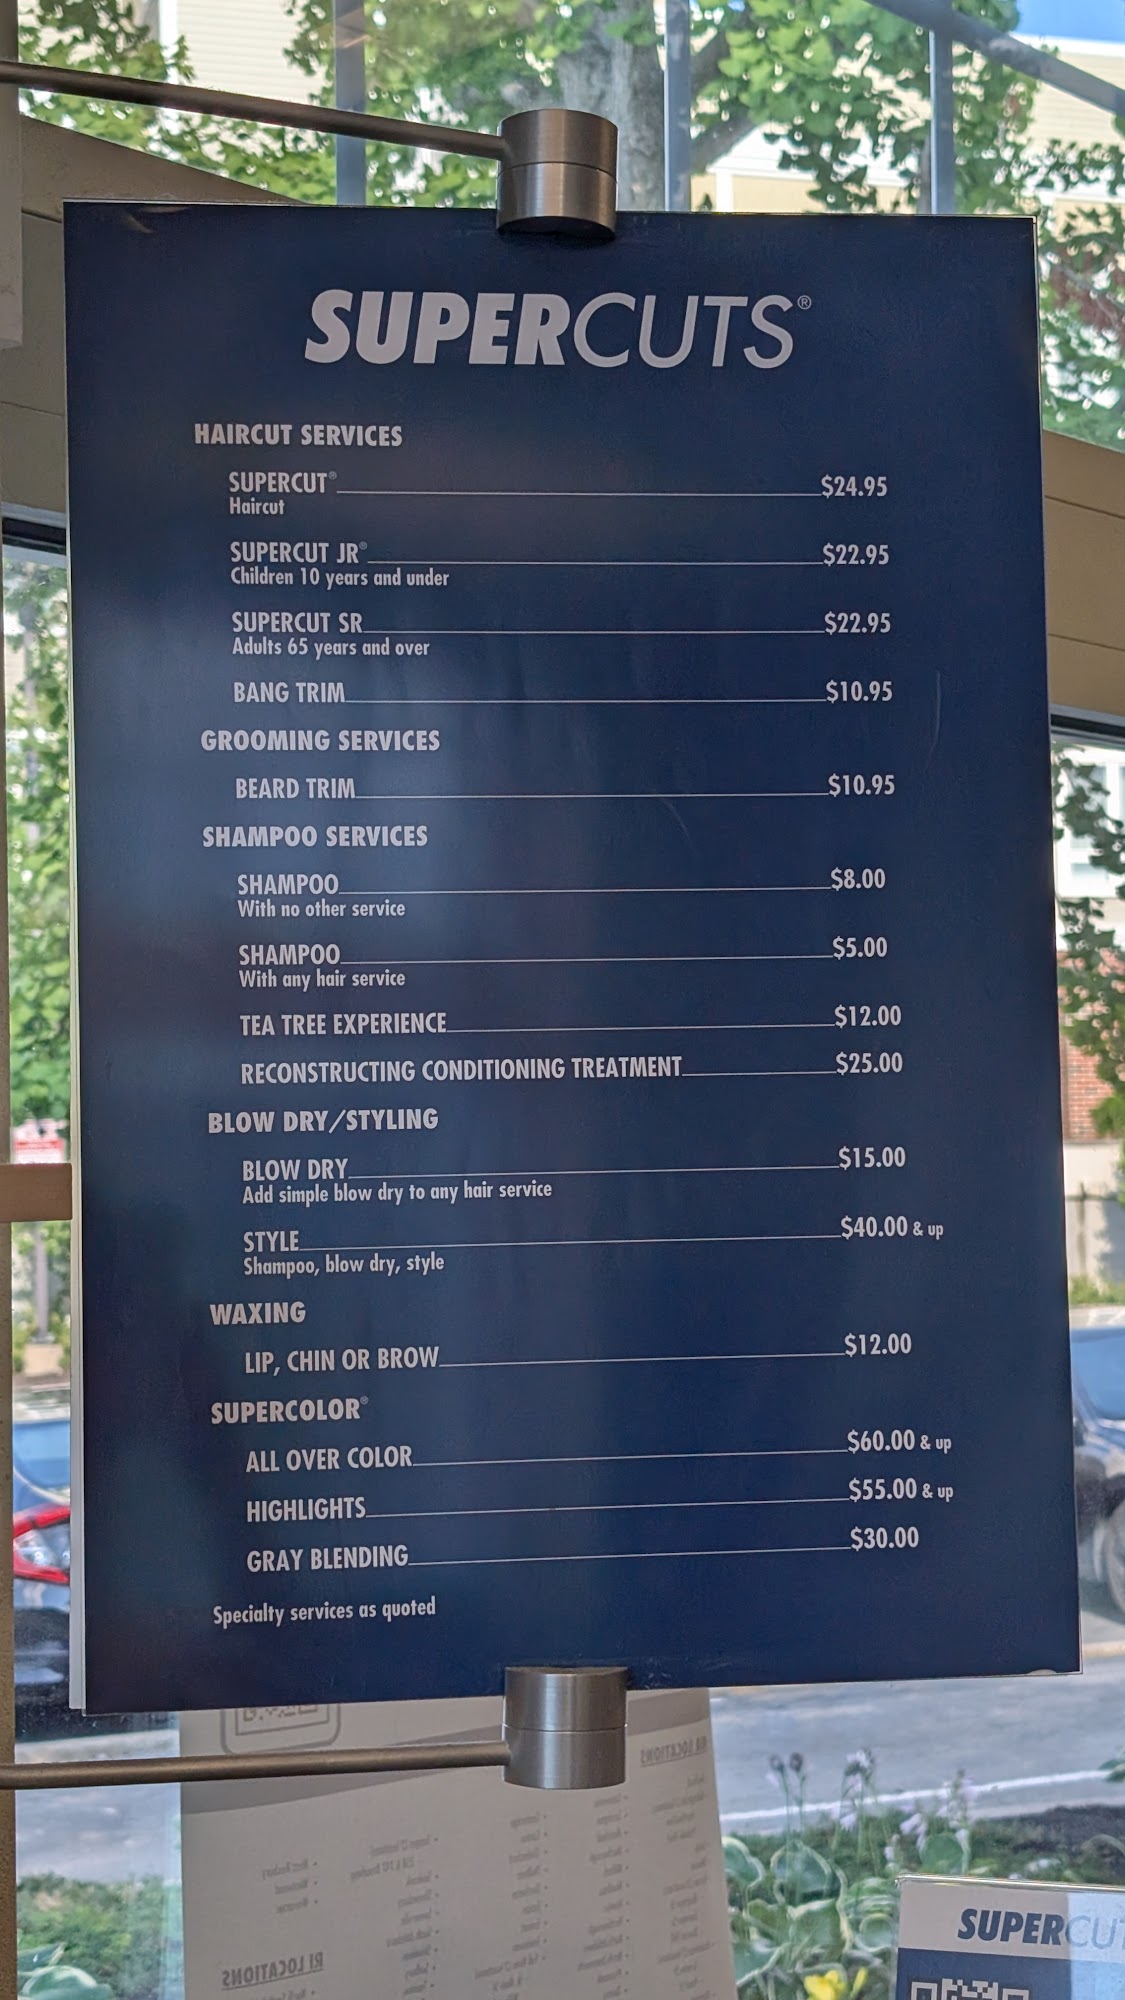 SUPERCUTS®
HAIRCUT SERVICES
SUPERCUT® $24.95
Haircut
SUPERCUT JR® $22.95
Children 10 years and under
SUPERCUT SR $22.95
Adults 65 years and over
BANG TRIM $10.95
GROOMING SERVICES
BEARD TRIM $10.95
SHAMPOO SERVICES
SHAMPOO $8.00
With no other service
SHAMPOO $5.00
With any hair service
TEA TREE EXPERIENCE $12.00
RECONSTRUCTING CONDITIONING TREATMENT $25.00
BLOW DRY/STYLING
BLOW DRY $15.00
Add simple blow dry to any hair service
STYLE $40.00 & up
Shampoo, blow dry, style
WAXING
LIP, CHIN OR BROW $12.00
SUPERCOLOR®
ALL OVER COLOR $60.00 & up
HIGHLIGHTS $55.00 & up
GRAY BLENDING $30.00
Specialty services as quoted
RI LOCATIONS
SUPERCUT